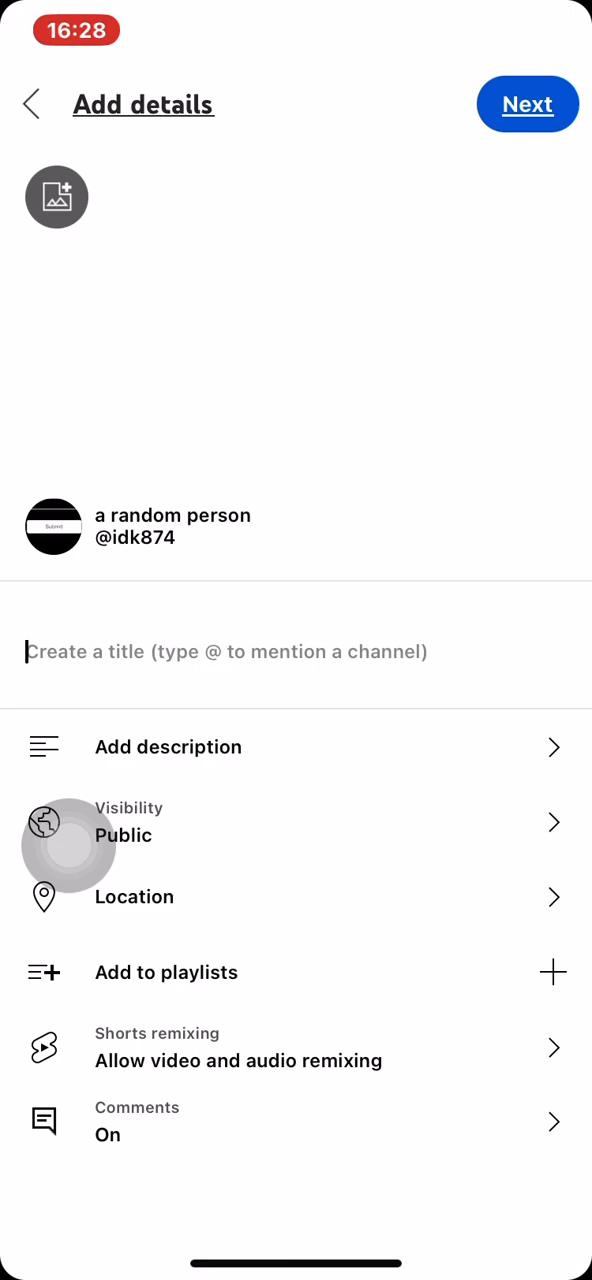 16:28
Add details
Next
Submit
a random person
@idk874
Create a title (type @ to mention a channel)
Add description
Visibility
Public
Location
Add to playlists
Shorts remixing
Allow video and audio remixing
Comments
On